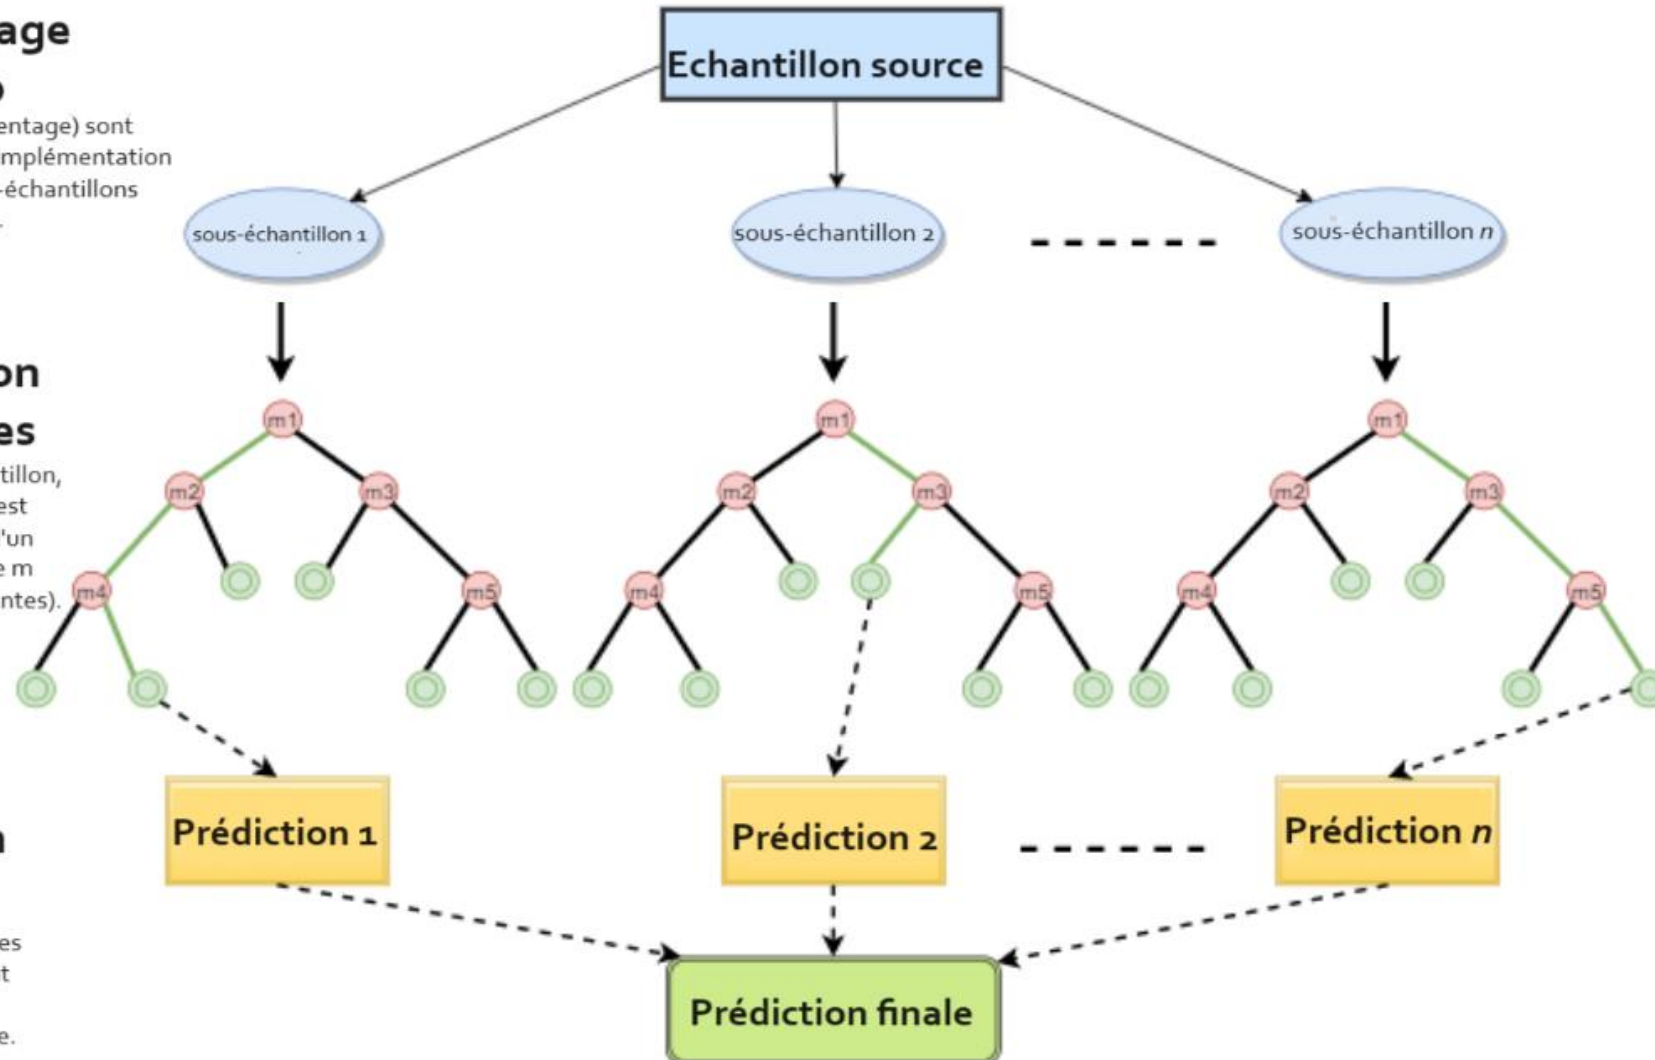 age
Echantillon source
entage) sont
mplémentation
-échantillons
sous-échantillon 1
sous-échantillon 2
sous-échantillon n
on
es
tillon,
est
'un
e m
ntes).
m1
m2
m3
m4
m5
m1
m2
m3
m4
m5
m1
m2
m3
m4
m5
Prédiction 1
Prédiction 2
Prédiction n
es
t
e.
Prédiction finale